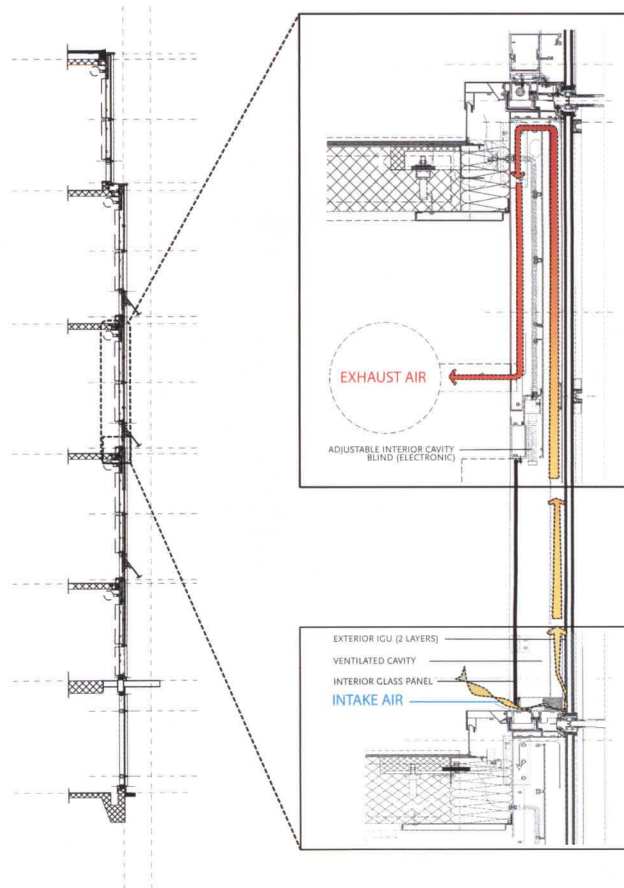 EXHAUST AIR
ADJUSTABLE INTERIOR CAVITY
BLIND (ELECTRONIC)
EXTERIOR IGU (2 LAYERS)
VENTILATED CAVITY
INTERIOR GLASS PANEL
INTAKE AIR